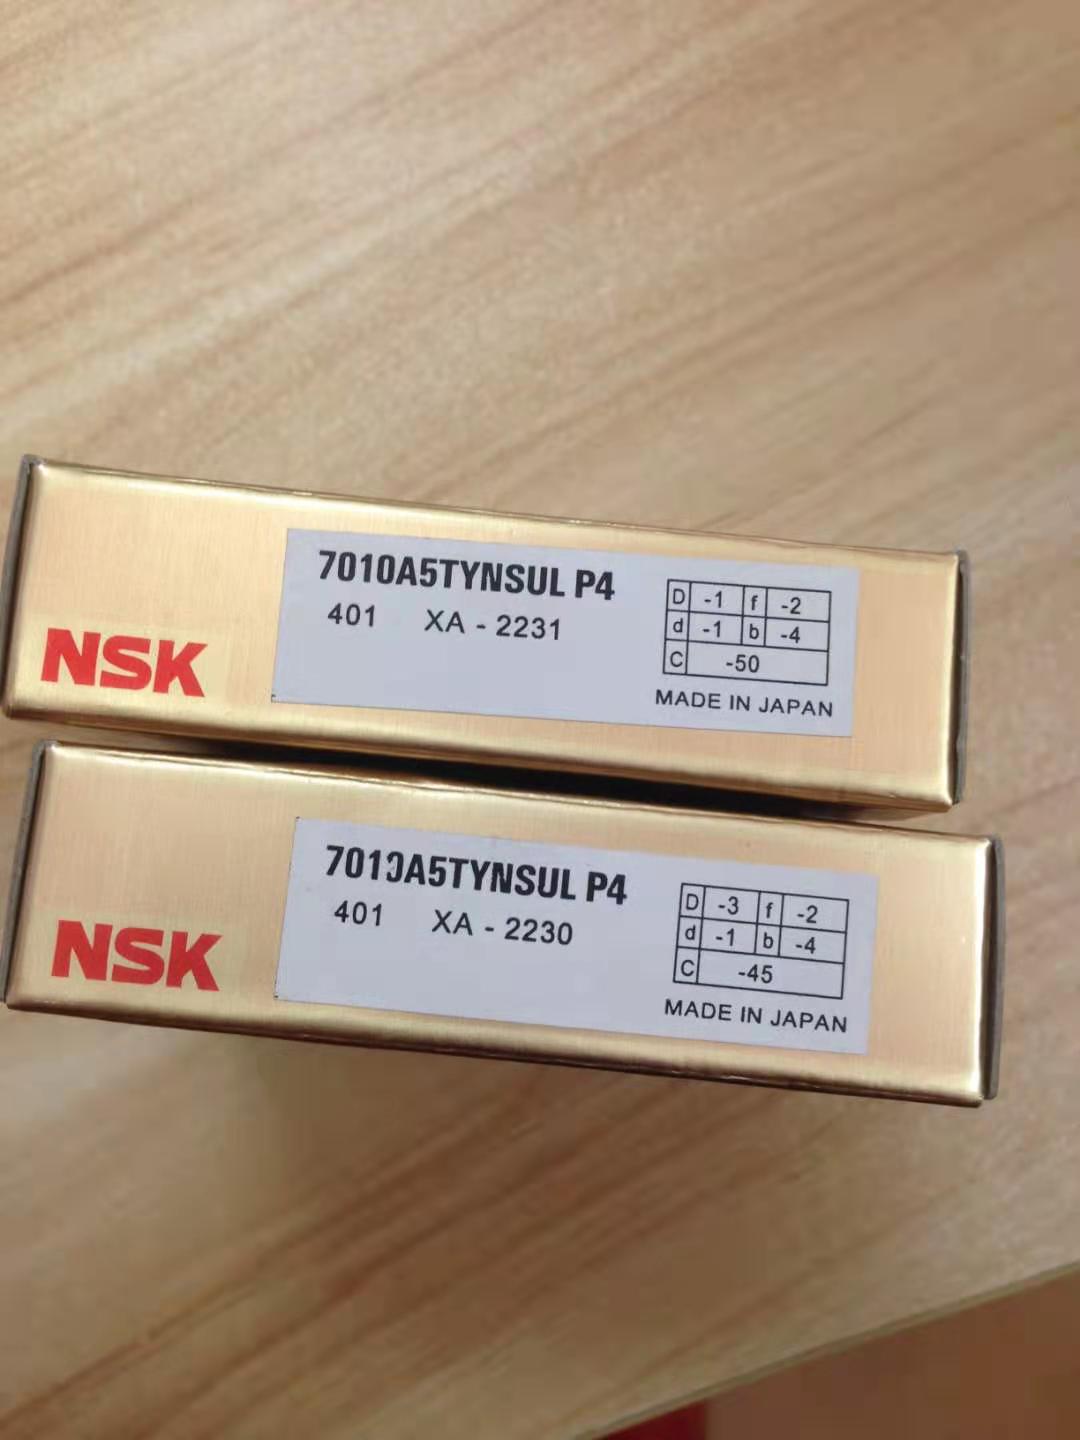 7010A5TYNSUL P4
401 XA - 2231
D -1 f -2
d -1 b -4
C -50
MADE IN JAPAN
NSK
7010A5TYNSUL P4
401 XA - 2230
D -3 f -2
d -1 b -4
C -45
MADE IN JAPAN
NSK